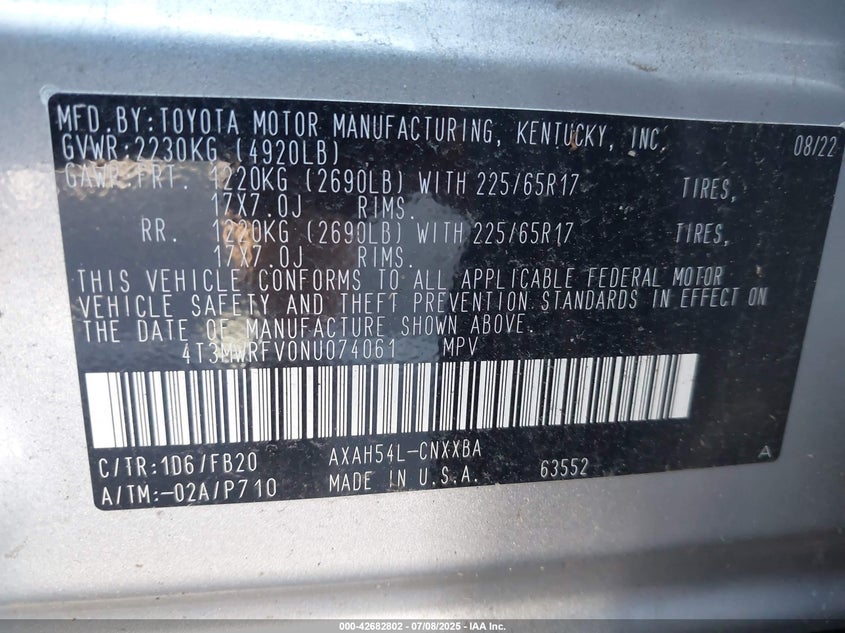 MFD.BY:TOYOTA MOTOR MANUFACTURING, KENTUCKY, INC. 08/22
GVWR:2230KG (4920LB)
GAWR:FRT. 1220KG (2690LB) WITH 225/65R17 TIRES,
17X7.0J RIMS.
RR. 1220KG (2690LB) WITH 225/65R17 TIRES,
17X7.0J RIMS.
THIS VEHICLE CONFORMS TO ALL APPLICABLE FEDERAL MOTOR
VEHICLE SAFETY AND THEFT PREVENTION STANDARDS IN EFFECT ON
THE DATE OF MANUFACTURE SHOWN ABOVE.
4T3MWRFV0NU074061 MPV
C/TR:1D6/FB20 AXAH54L-CNXXBA A
A/TM:-02A/P710 MADE IN U.S.A. 63552
000-42682802 - 07/08/2025 - IAA Inc.